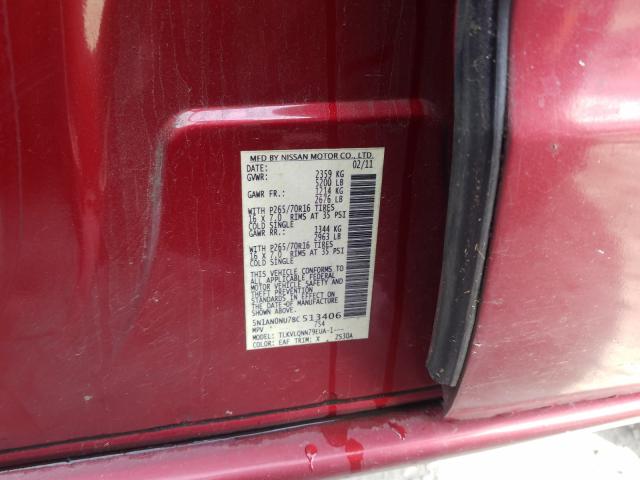 MFD BY NISSAN MOTOR CO., LTD.
DATE: 02/11
GVWR: 2359 KG
5200 LB
GAWR FR: 1214 KG
2676 LB
WITH P265/70R16 TIRES
16 X 7.0 RIMS AT 35 PSI
COLD SINGLE
GAWR RR.: 1344 KG
2963 LB
WITH P265/70R16 TIRES
16 X 7.0 RIMS AT 35 PSI
COLD SINGLE
THIS VEHICLE CONFORMS TO
ALL APPLICABLE FEDERAL
MOTOR VEHICLE SAFETY AND
THEFT PREVENTION
STANDARDS IN EFFECT ON
THE DATE OF MANUFACTURE
SHOWN ABOVE.
5N1AN0NU7BC513406
MPV 7S4
MODEL: TLKVLQNN79EUA-1---
COLOR: EAF TRIM: X , 2530A